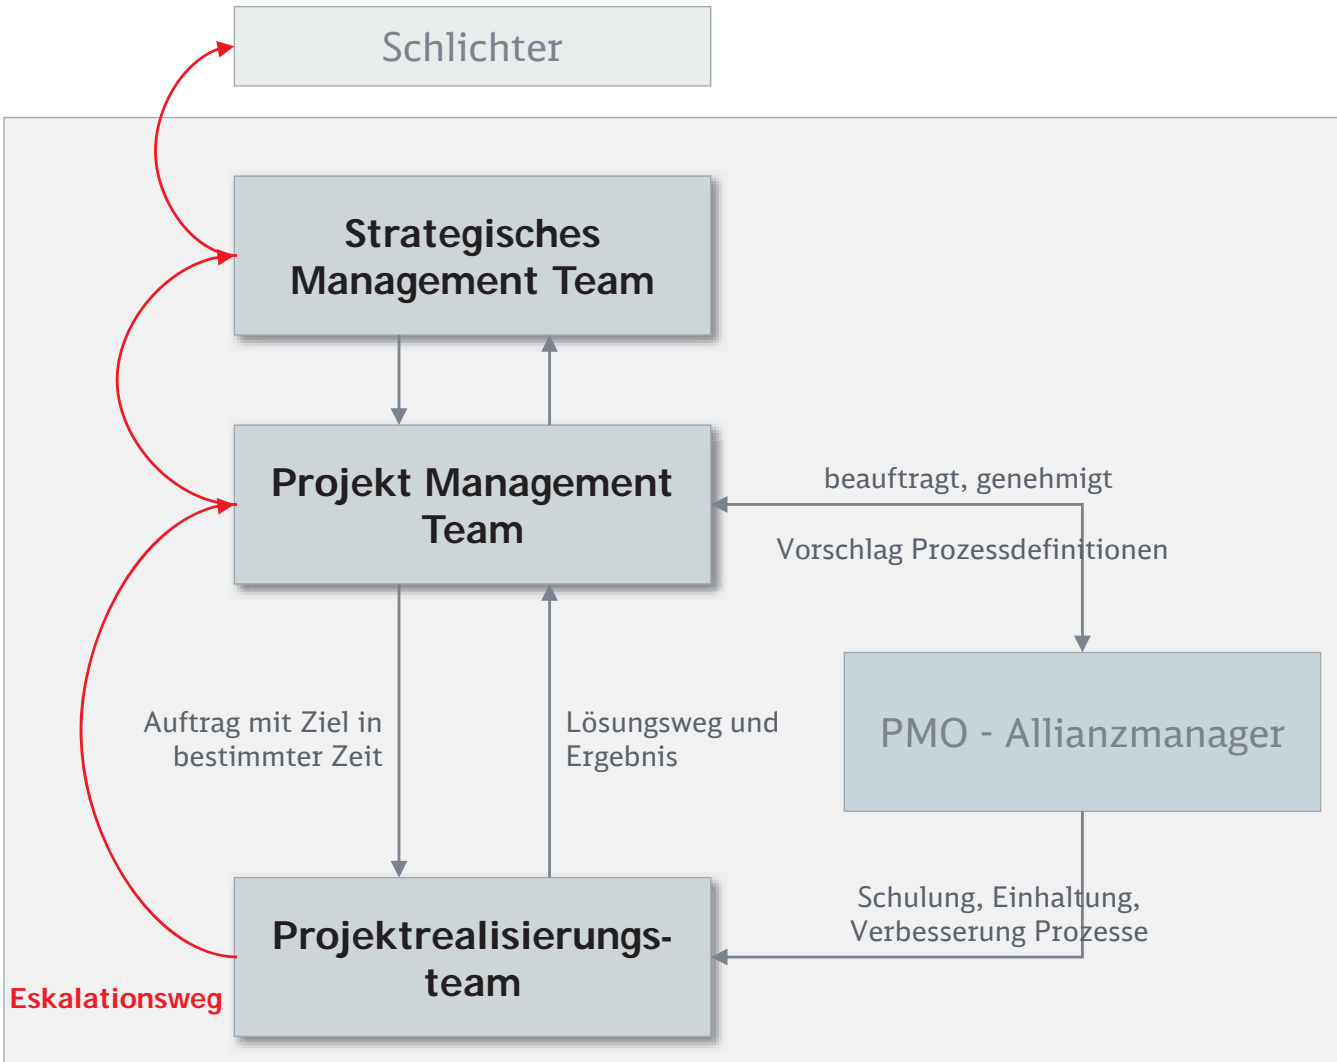 Schlichter
Strategisches
Management Team
Projekt Management
Team
beauftragt, genehmigt
Vorschlag Prozessdefinitionen
Auftrag mit Ziel in
bestimmter Zeit
Lösungsweg und
Ergebnis
PMO - Allianzmanager
Schulung, Einhaltung,
Verbesserung Prozesse
Projektrealisierungs-
team
Eskalationsweg